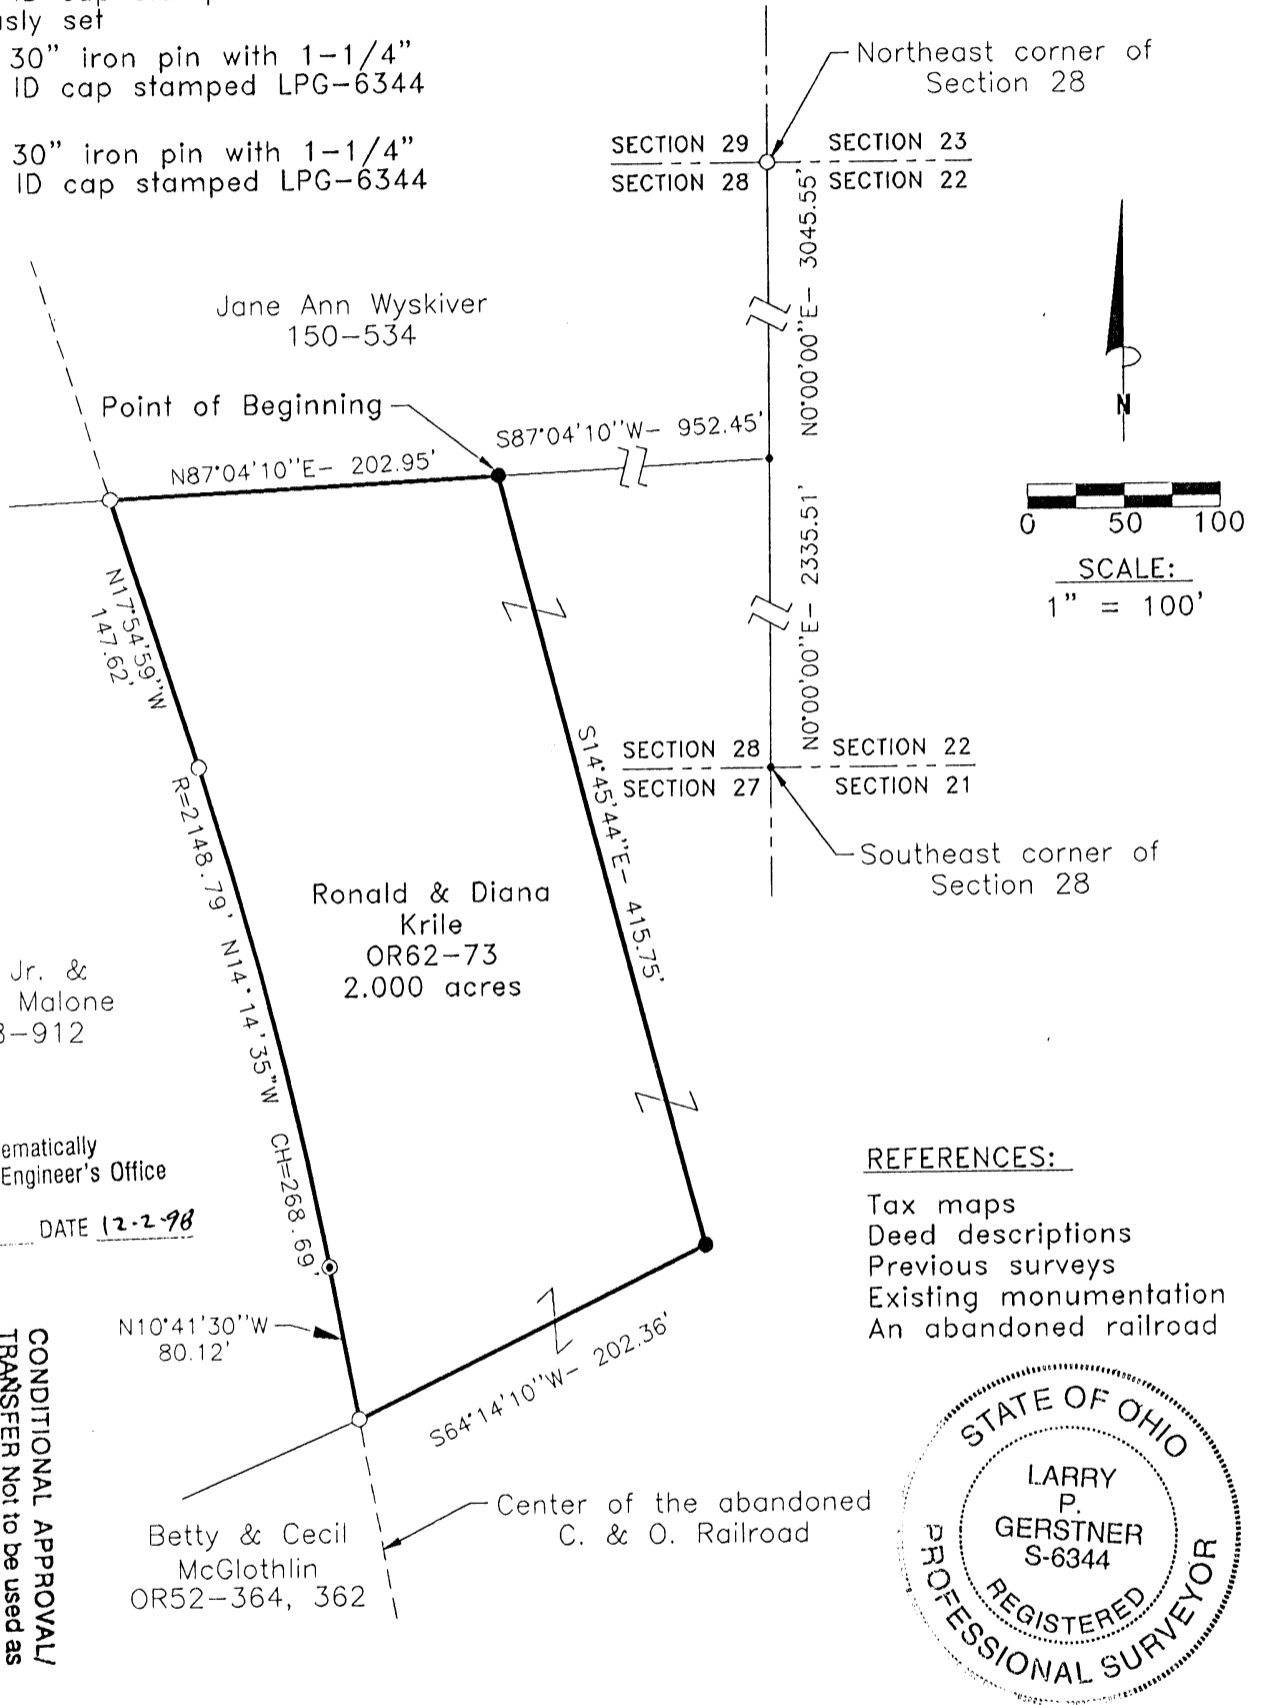 usly set
30" iron pin with 1-1/4"
ID cap stamped LPG-6344
30" iron pin with 1-1/4"
ID cap stamped LPG-6344
Northeast corner of
Section 28
SECTION 29
SECTION 23
SECTION 28
SECTION 22
N0°00'00"E- 3045.55'
Jane Ann Wyskiver
150-534
Point of Beginning
S87°04'10"W- 952.45'
N87°04'10"E- 202.95'
N
0 50 100
SCALE:
1" = 100'
N0°00'00"E- 2335.51'
N17°54'59"W
147.62'
S14°45'44"E- 415.75'
SECTION 28
SECTION 22
SECTION 27
SECTION 21
Southeast corner of
Section 28
R=2148.79' N14°14'35"W CH=268.69'
Ronald & Diana
Krile
OR62-73
2.000 acres
Jr. &
Malone
-912
ematically
Engineer's Office
DATE 12-2-98
N10°41'30"W
80.12'
S64°14'10"W- 202.36'
REFERENCES:
Tax maps
Deed descriptions
Previous surveys
Existing monumentation
An abandoned railroad
CONDITIONAL APPROVAL/
TRANSFER Not to be used as
Betty & Cecil
McGlothlin
OR52-364, 362
Center of the abandoned
C. & O. Railroad
STATE OF OHIO
LARRY
P.
GERSTNER
S-6344
REGISTERED
PROFESSIONAL SURVEYOR